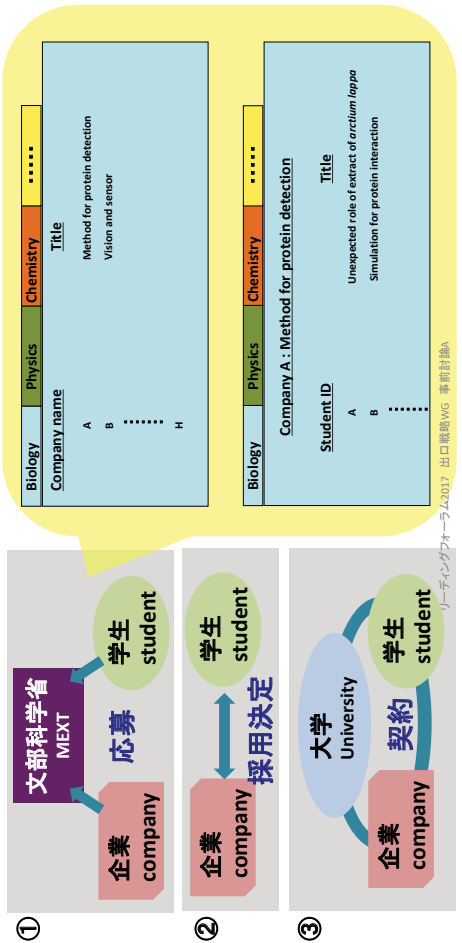 ①
文部科学省
MEXT
応募
企業
company
学生
student
②
企業
company
学生
student
採用決定
③
大学
University
契約
企業
company
学生
student
Biology Physics Chemistry ·····
Company name Title
A Method for protein detection
B Vision and sensor
·······
H
Biology Physics Chemistry ·····
Company A : Method for protein detection
Student ID Title
A Unexpected role of extract of arctium lappa
B Simulation for protein interaction
·······
リーディングフォーラム2017 出口戦略WG 事前討論A